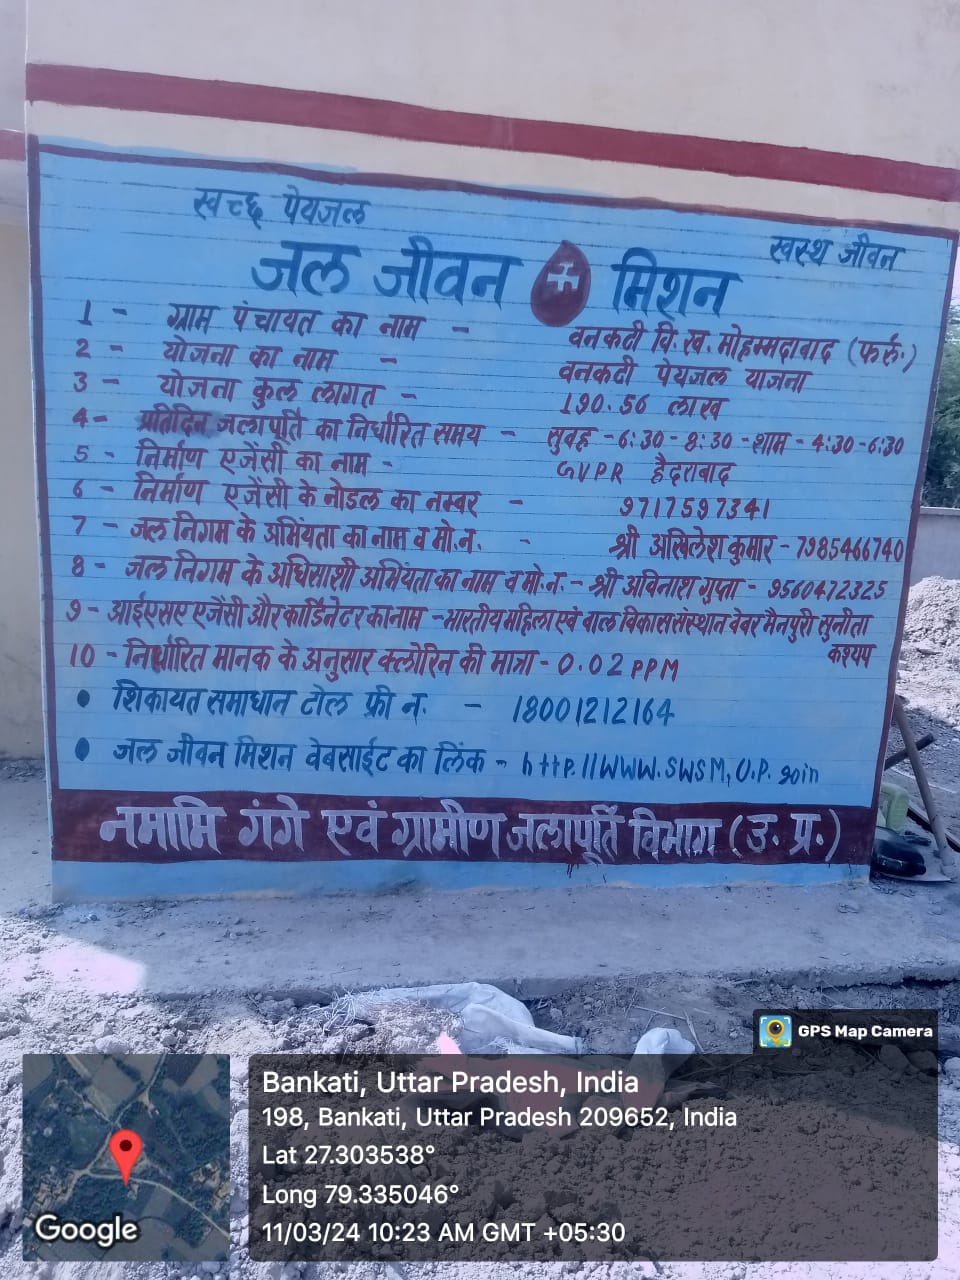 स्वच्छ पेयजल
स्वस्थ जीवन
जल जीवन मिशन
1 - ग्राम पंचायत का नाम - वनकटी वि. ख. मोहम्मदाबाद (फर्रु.)
2 - योजना का नाम - वनकटी पेयजल याजना
3 - योजना कुल लागत - 190.56 लाख
4- प्रतिदिन जलापूर्ति का निर्धारित समय - सुवह -6:30 - 8:30 -शाम - 4:30-6:30
5 - निर्माण एजेंसी का नाम - GVPR हैदराबाद
6 - निर्माण एजेंसी के नोडल का नम्बर - 9717597341
7 - जल निगम के अभियंता का नाम व मो.न. - श्री अखिलेश कुमार - 7985466740
8 - जल निगम के अधिसाशी अभियंता का नाम व मो.न - श्री अविनाश गुप्ता - 9560472325
9 - आईएसए एजेंसी और कार्डिनेटर का नाम -भारतीय महिला एवं बाल विकास संस्थान वेवर मैनपुरी सुनीता
कश्यप
10 - निर्धारित मानक के अनुसार क्लोरिन की मात्रा - 0.02 PPM
• शिकायत समाधान टोल फ्री न. - 18001212164
• जल जीवन मिशन वेबसाईट का लिंक - http.//WWW.SWSM, U.P. goin
नमामि गंगे एवं ग्रामीण जलापूर्ति विभाग (उ. प्र.)
GPS Map Camera
Bankati, Uttar Pradesh, India
198, Bankati, Uttar Pradesh 209652, India
Lat 27.303538°
Long 79.335046°
11/03/24 10:23 AM GMT +05:30
Google